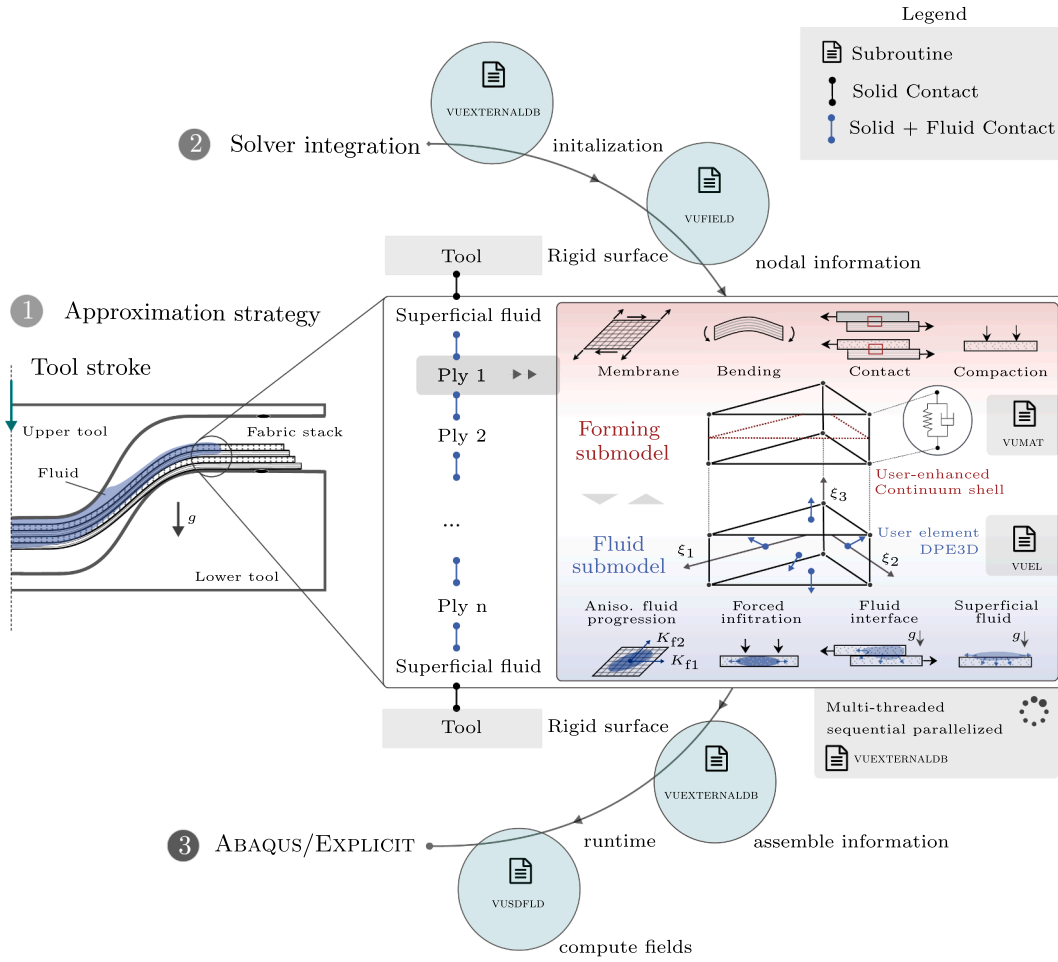 Legend
Subroutine
Solid Contact
Solid + Fluid Contact
VUEXTERNALDB
2 Solver integration
initalization
VUFIELD
nodal information
Tool
Rigid surface
1 Approximation strategy
Tool stroke
Upper tool
Fabric stack
Fluid
g
Lower tool
Superficial fluid
Ply 1
Ply 2
...
Ply n
Superficial fluid
Tool
Rigid surface
Membrane
Bending
Contact
Compaction
Forming
submodel
VUMAT
User-enhanced
Continuum shell
ξ3
Fluid
submodel
ξ1
ξ2
User element
DPE3D
VUEL
Aniso. fluid
progression
Kf2
Kf1
Forced
infitration
Fluid
interface
g
Superficial
fluid
g
Multi-threaded
sequential parallelized
VUEXTERNALDB
VUEXTERNALDB
assemble information
3 ABAQUS/EXPLICIT
runtime
VUSDFLD
compute fields